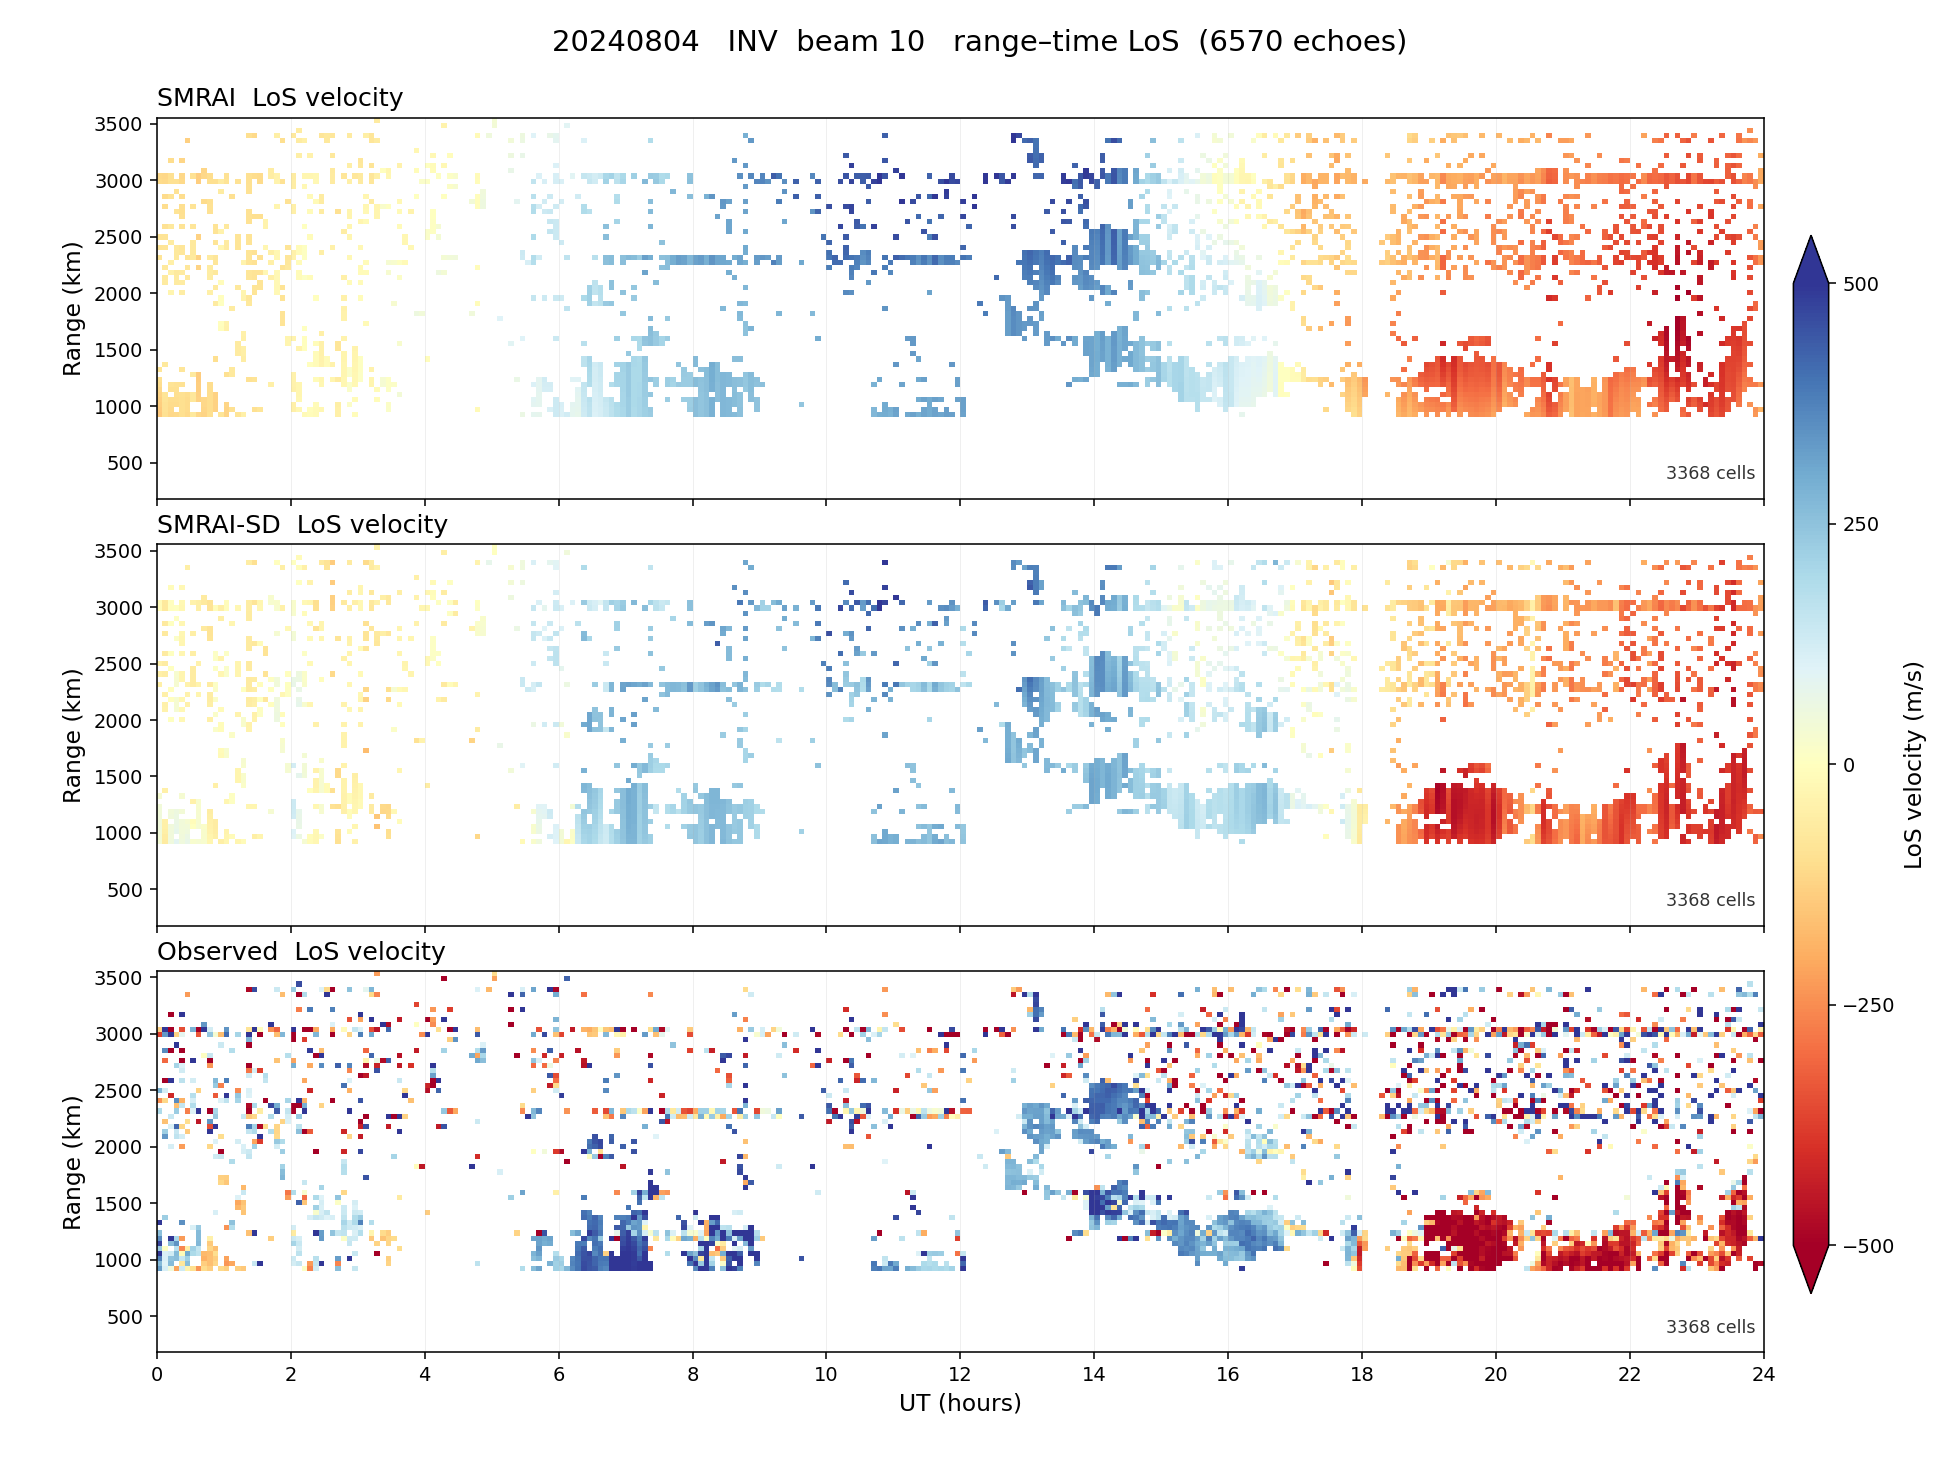 20240804   INV  beam 10   range–time LoS  (6570 echoes)
SMRAI  LoS velocity
3500
3000
2500
2000
1500
1000
500
Range (km)
3368 cells
SMRAI-SD  LoS velocity
3500
3000
2500
2000
1500
1000
500
Range (km)
3368 cells
Observed  LoS velocity
3500
3000
2500
2000
1500
1000
500
Range (km)
3368 cells
0 2 4 6 8 10 12 14 16 18 20 22 24
UT (hours)
500
250
0
−250
−500
LoS velocity (m/s)